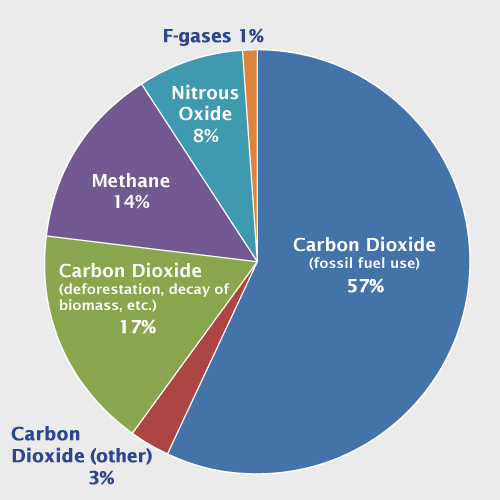 F-gases 1%
Nitrous
Oxide
8%
Methane
14%
Carbon Dioxide
(fossil fuel use)
57%
Carbon Dioxide
(deforestation, decay of
biomass, etc.)
17%
Carbon
Dioxide (other)
3%